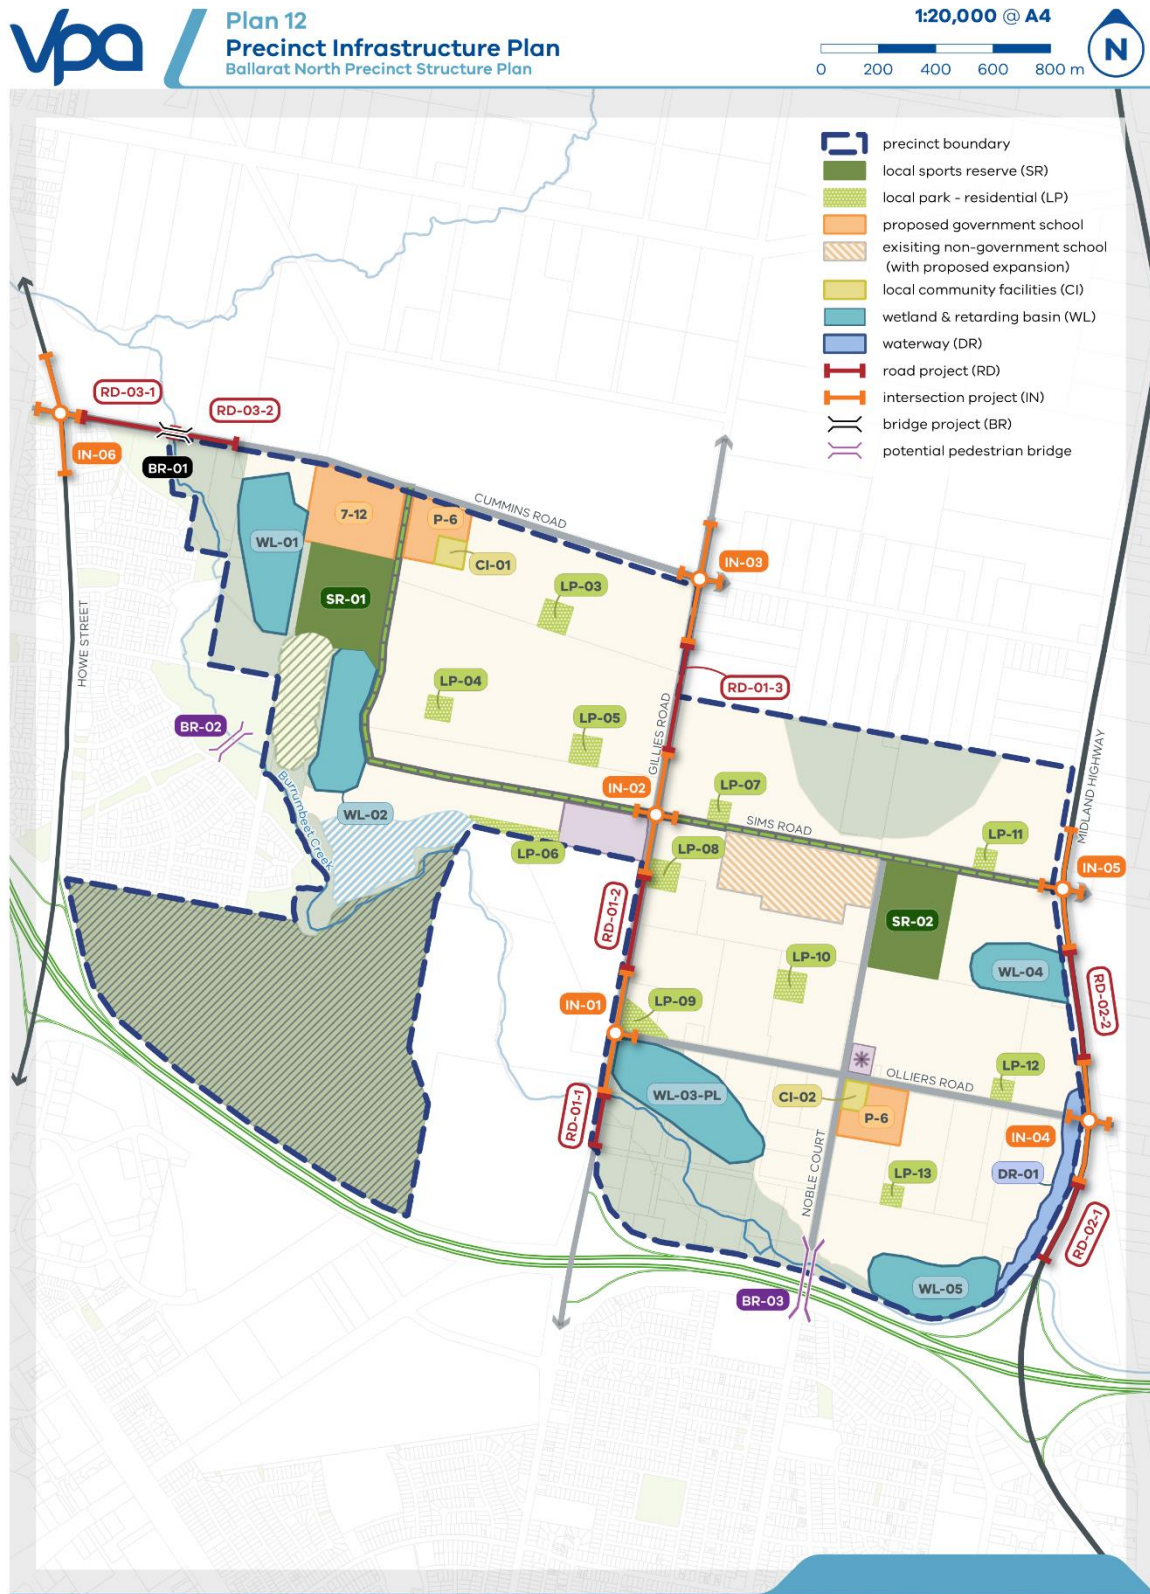 vpa
Plan 12
Precinct Infrastructure Plan
Ballarat North Precinct Structure Plan
1:20,000 @ A4
0 200 400 600 800 m
N
precinct boundary
local sports reserve (SR)
local park - residential (LP)
proposed government school
exisiting non-government school
(with proposed expansion)
local community facilities (CI)
wetland & retarding basin (WL)
waterway (DR)
road project (RD)
intersection project (IN)
bridge project (BR)
potential pedestrian bridge
RD-03-1
RD-03-2
IN-06
BR-01
CUMMINS ROAD
7-12
P-6
WL-01
CI-01
IN-03
LP-03
SR-01
HOWE STREET
LP-04
RD-01-3
LP-05
BR-02
GILLIES ROAD
MIDLAND HIGHWAY
IN-02
LP-07
Burrumbeet Creek
WL-02
SIMS ROAD
LP-11
LP-06
LP-08
IN-05
RD-01-2
SR-02
LP-10
WL-04
RD-02-2
IN-01
LP-09
OLLIERS ROAD
LP-12
WL-03-PL
CI-02
P-6
RD-01-1
IN-04
NOBLE COURT
LP-13
DR-01
RD-02-1
WL-05
BR-03